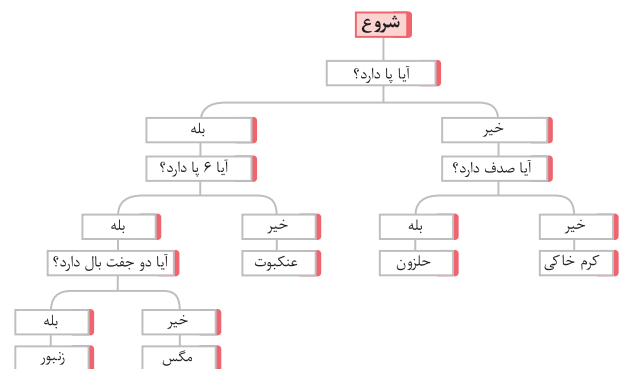 شروع
آیا پا دارد؟
خیر
بله
آیا صدف دارد؟
آیا ۶ پا دارد؟
خیر
بله
خیر
بله
کرم خاکی
حلزون
عنکبوت
آیا دو جفت بال دارد؟
خیر
بله
مگس
زنبور